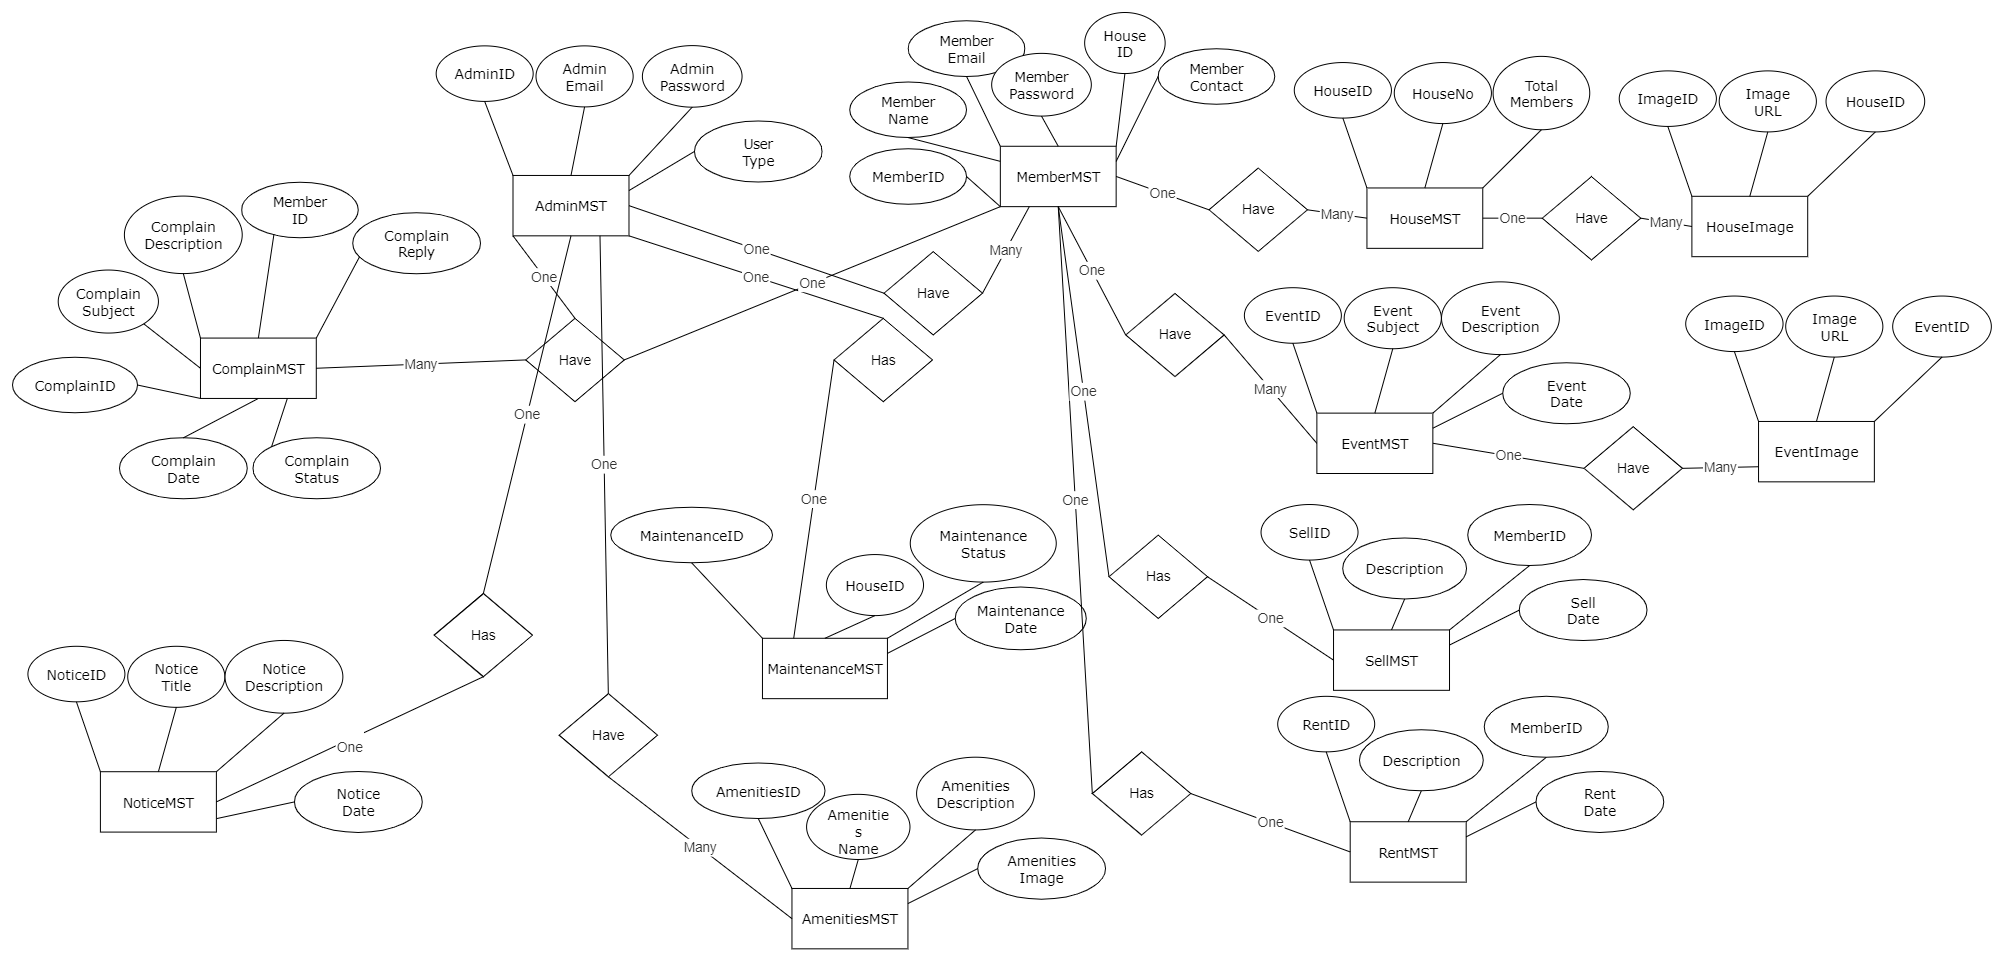 House
ID
Member
Email
Member
Password
Member
Contact
Member
Name
MemberID
MemberMST
AdminID
Admin
Email
Admin
Password
User
Type
AdminMST
HouseID
HouseNo
Total
Members
HouseMST
ImageID
Image
URL
HouseID
HouseImage
One
Have
Many
One
Have
Many
Complain
Description
Member
ID
Complain
Reply
Complain
Subject
ComplainID
ComplainMST
Complain
Date
Complain
Status
Many
Have
One
One
One
Have
Many
One
Has
One
One
Has
One
One
Have
Many
One
Have
Many
EventID
Event
Subject
Event
Description
Event
Date
EventMST
One
Have
Many
ImageID
Image
URL
EventID
EventImage
One
Has
One
SellID
Description
MemberID
Sell
Date
SellMST
One
Has
One
RentID
Description
MemberID
Rent
Date
RentMST
MaintenanceID
HouseID
Maintenance
Status
Maintenance
Date
MaintenanceMST
NoticeID
Notice
Title
Notice
Description
Notice
Date
NoticeMST
AmenitiesID
Amenitie
s
Name
Amenities
Description
Amenities
Image
AmenitiesMST